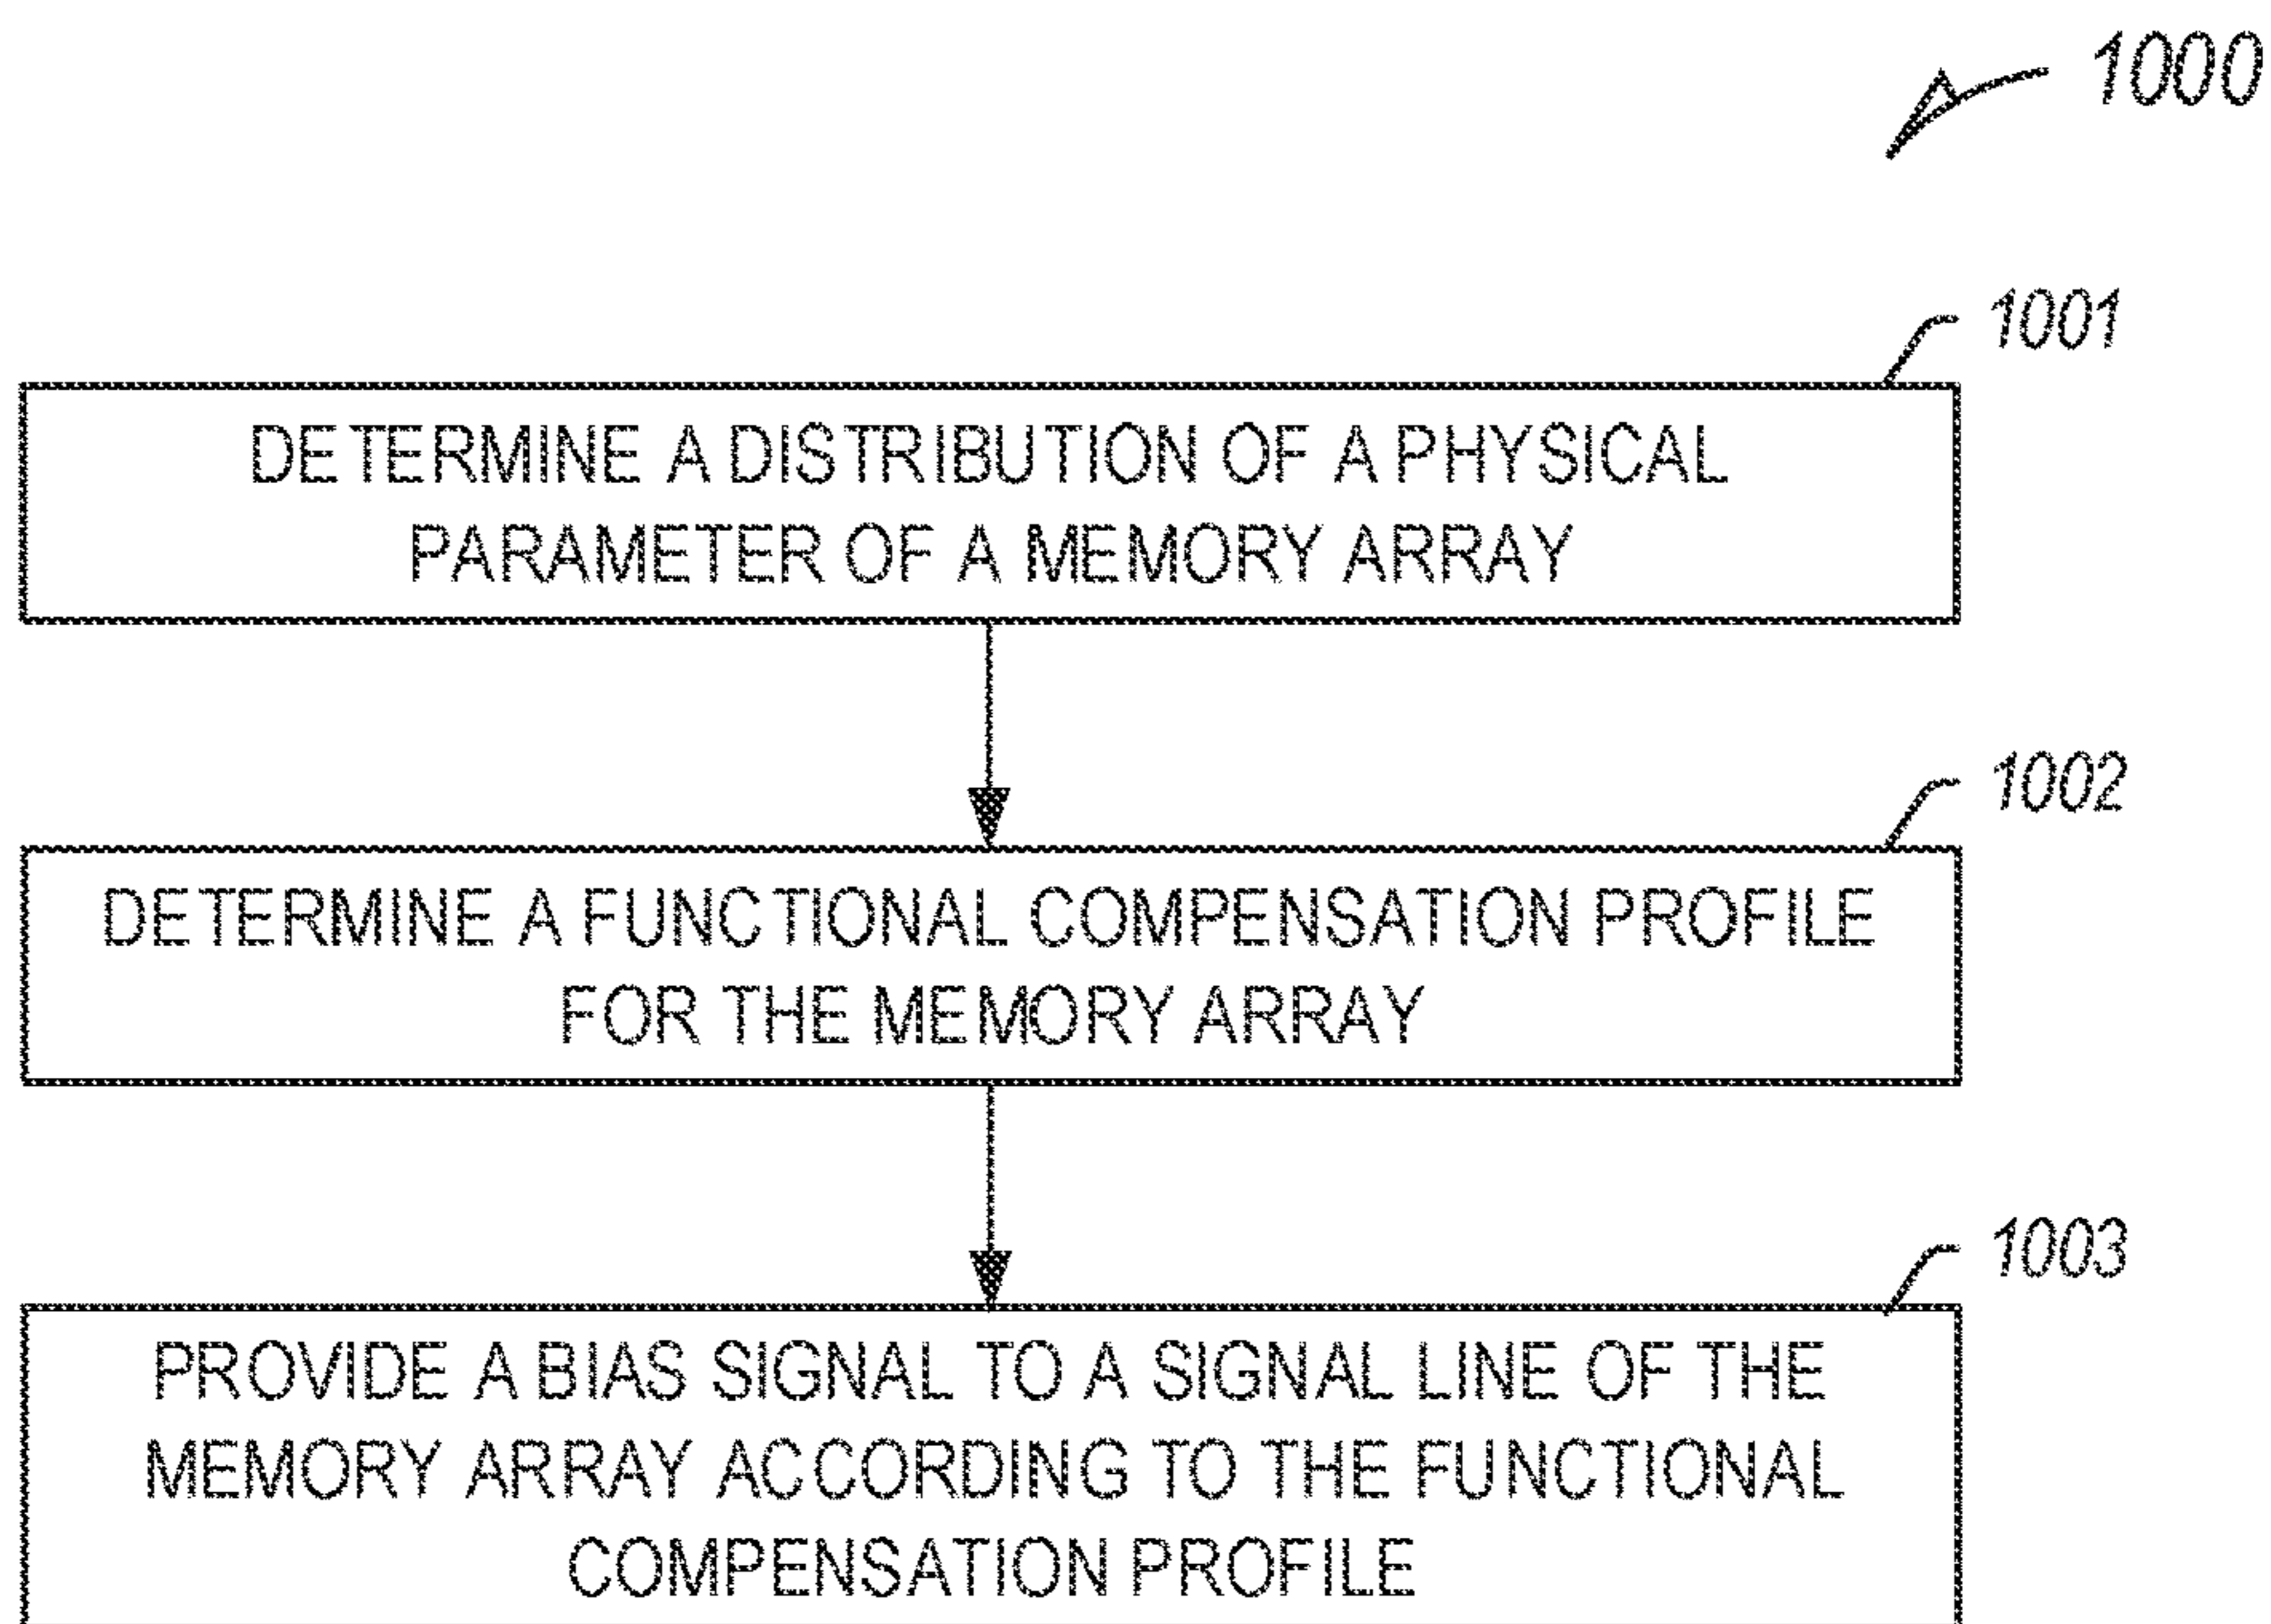 1000
1001
DETERMINE A DISTRIBUTION OF A PHYSICAL
PARAMETER OF A MEMORY ARRAY
1002
DETERMINE A FUNCTIONAL COMPENSATION PROFILE
FOR THE MEMORY ARRAY
1003
PROVIDE A BIAS SIGNAL TO A SIGNAL LINE OF THE
MEMORY ARRAY ACCORDING TO THE FUNCTIONAL
COMPENSATION PROFILE